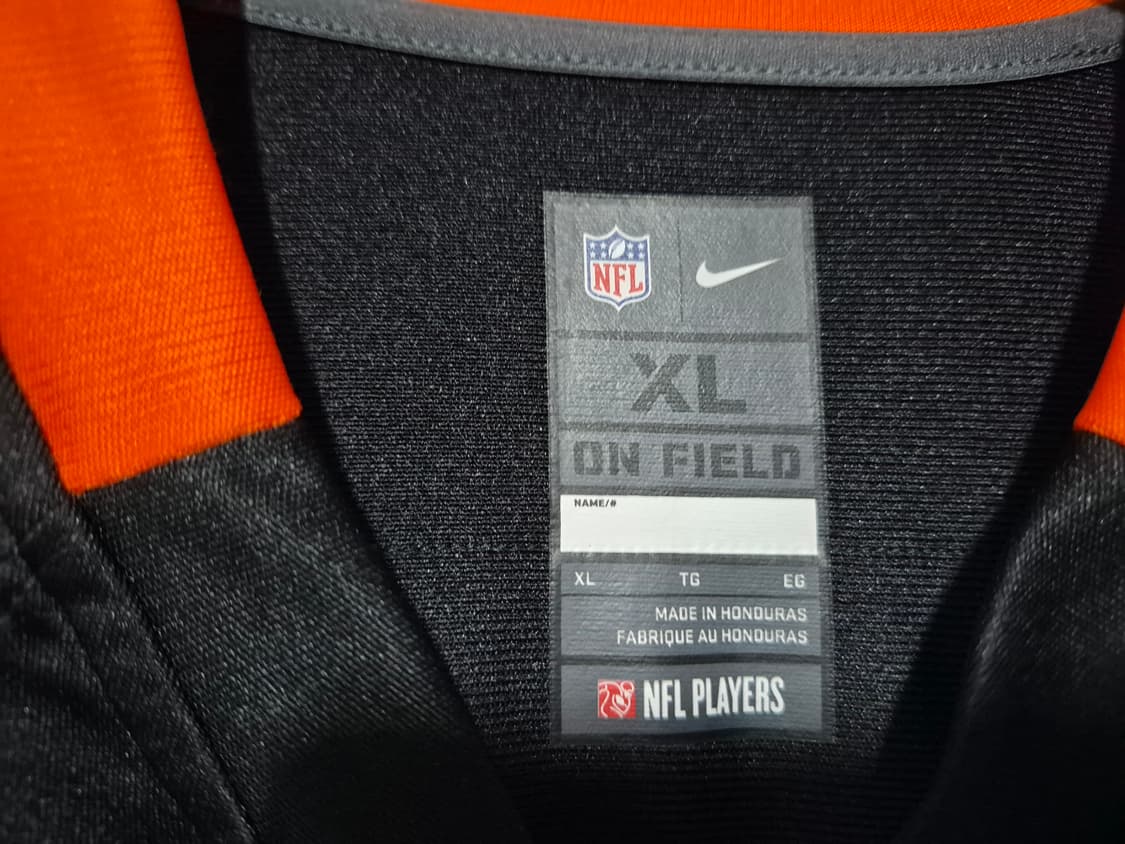 NFL
XL
ON FIELD
NAME/#
XL TG EG
MADE IN HONDURAS
FABRIQUE AU HONDURAS
NFL PLAYERS